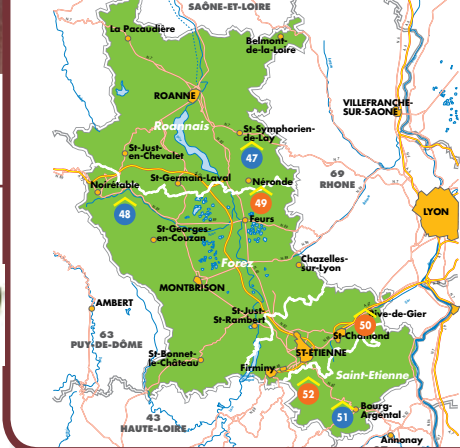 SAÔNE-ET-LOIRE
La Pacaudière
Belmont-
de-la-Loire
ROANNE
VILLEFRANCHE-
SUR-SAONE
Roannais
St-Symphorien-
de-Lay
47
St-Just-
en-Chevalet
St-Germain-Laval
Néronde
69
RHONE
Noirétable
48
49
Feurs
LYON
St-Georges-
en-Couzan
Forez
Chazelles-
sur-Lyon
MONTBRISON
AMBERT
St-Just-
St-Rambert
Rive-de-Gier
50
63
PUY-DE-DÔME
St-Chamond
ST-ETIENNE
St-Bonnet-
le-Château
Firminy
Saint-Etienne
52
51
Bourg-
Argental
43
HAUTE-LOIRE
Annonay